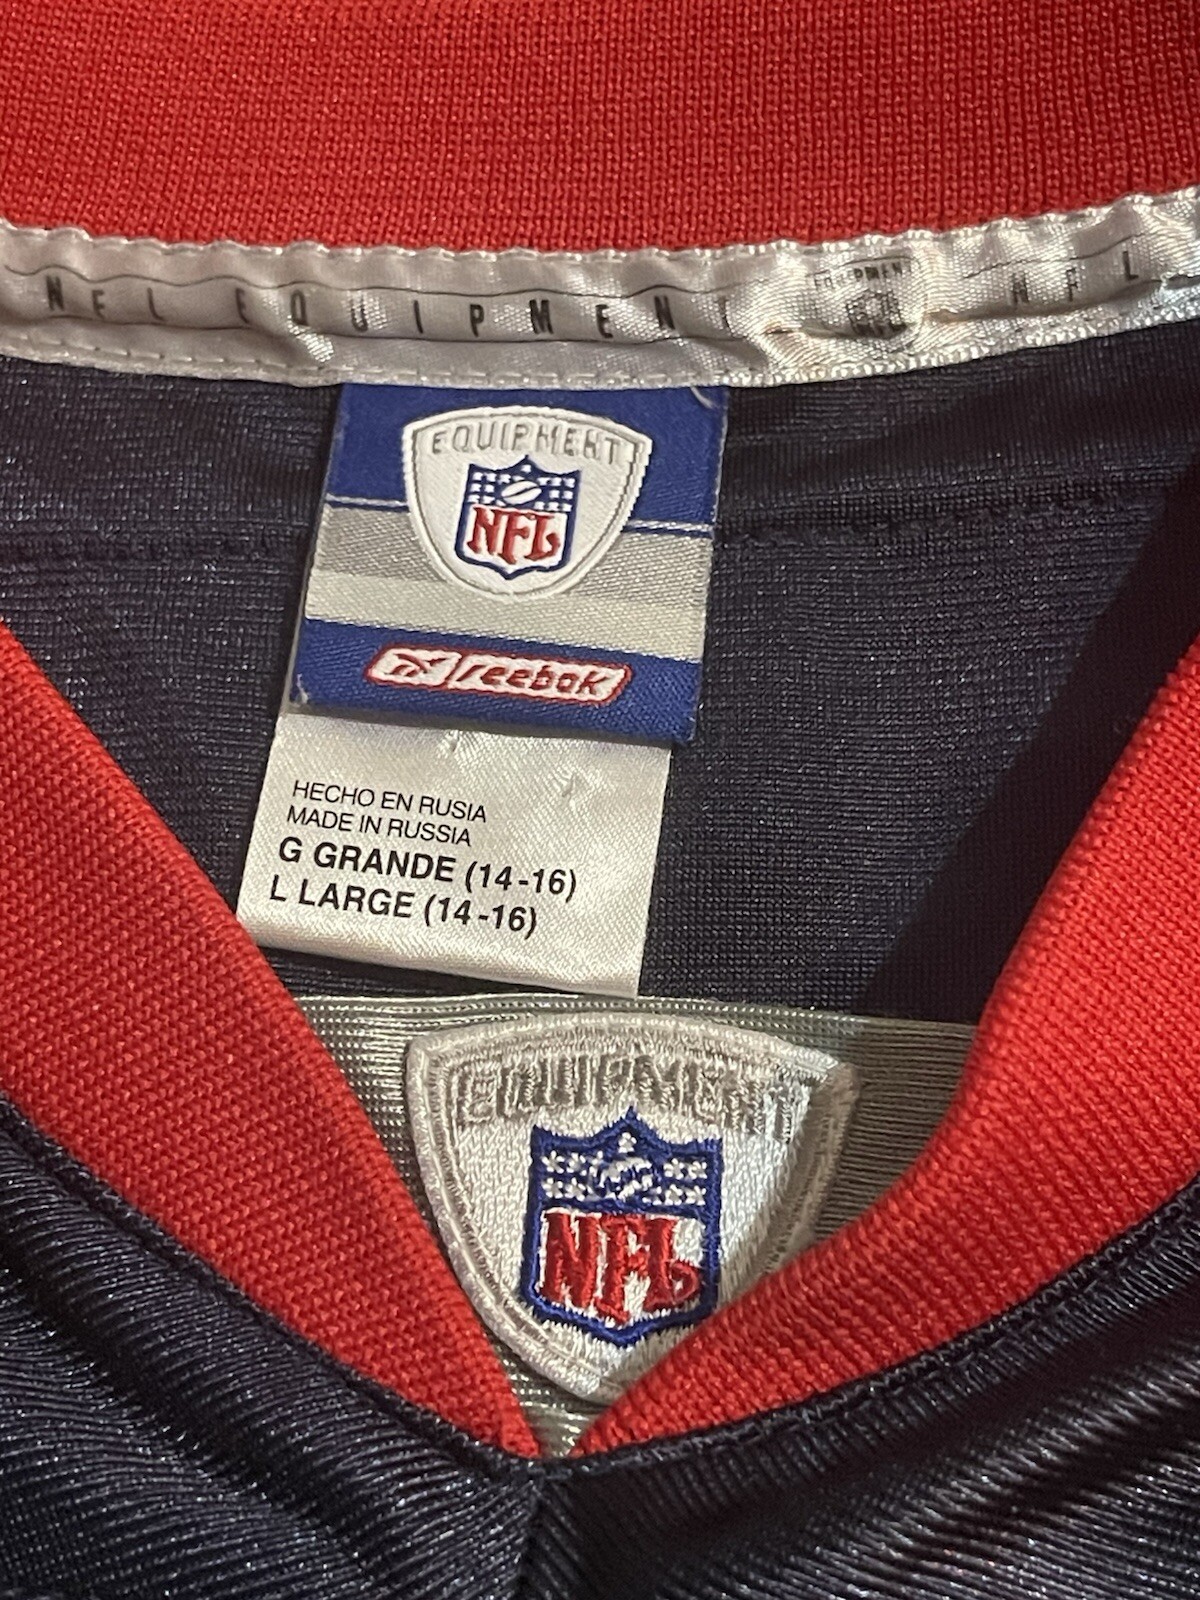 NFL EQUIPMENT
EQUIPMENT
NFL
NFL
EQUIPMENT
NFL
reebok
HECHO EN RUSIA
MADE IN RUSSIA
G GRANDE (14-16)
L LARGE (14-16)
EQUIPMENT
NFL